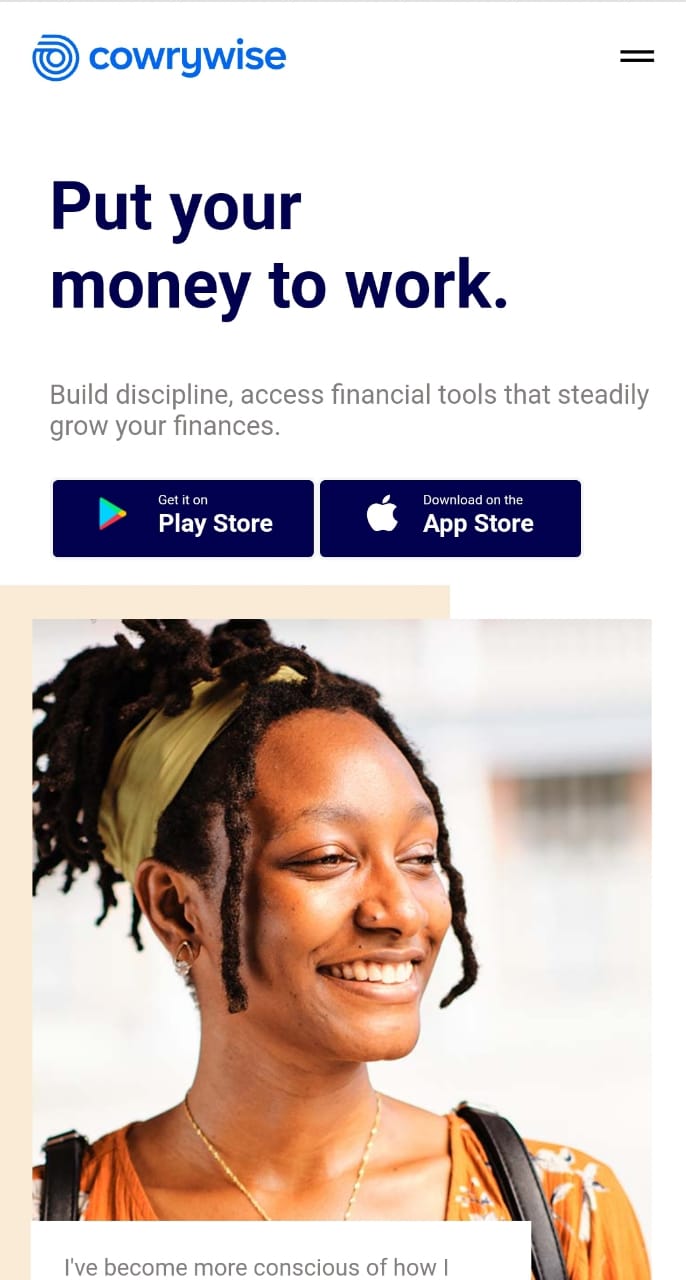 cowrywise
Put your
money to work.
Build discipline, access financial tools that steadily
grow your finances.
Get it on
Play Store
Download on the
App Store
I've become more conscious of how I